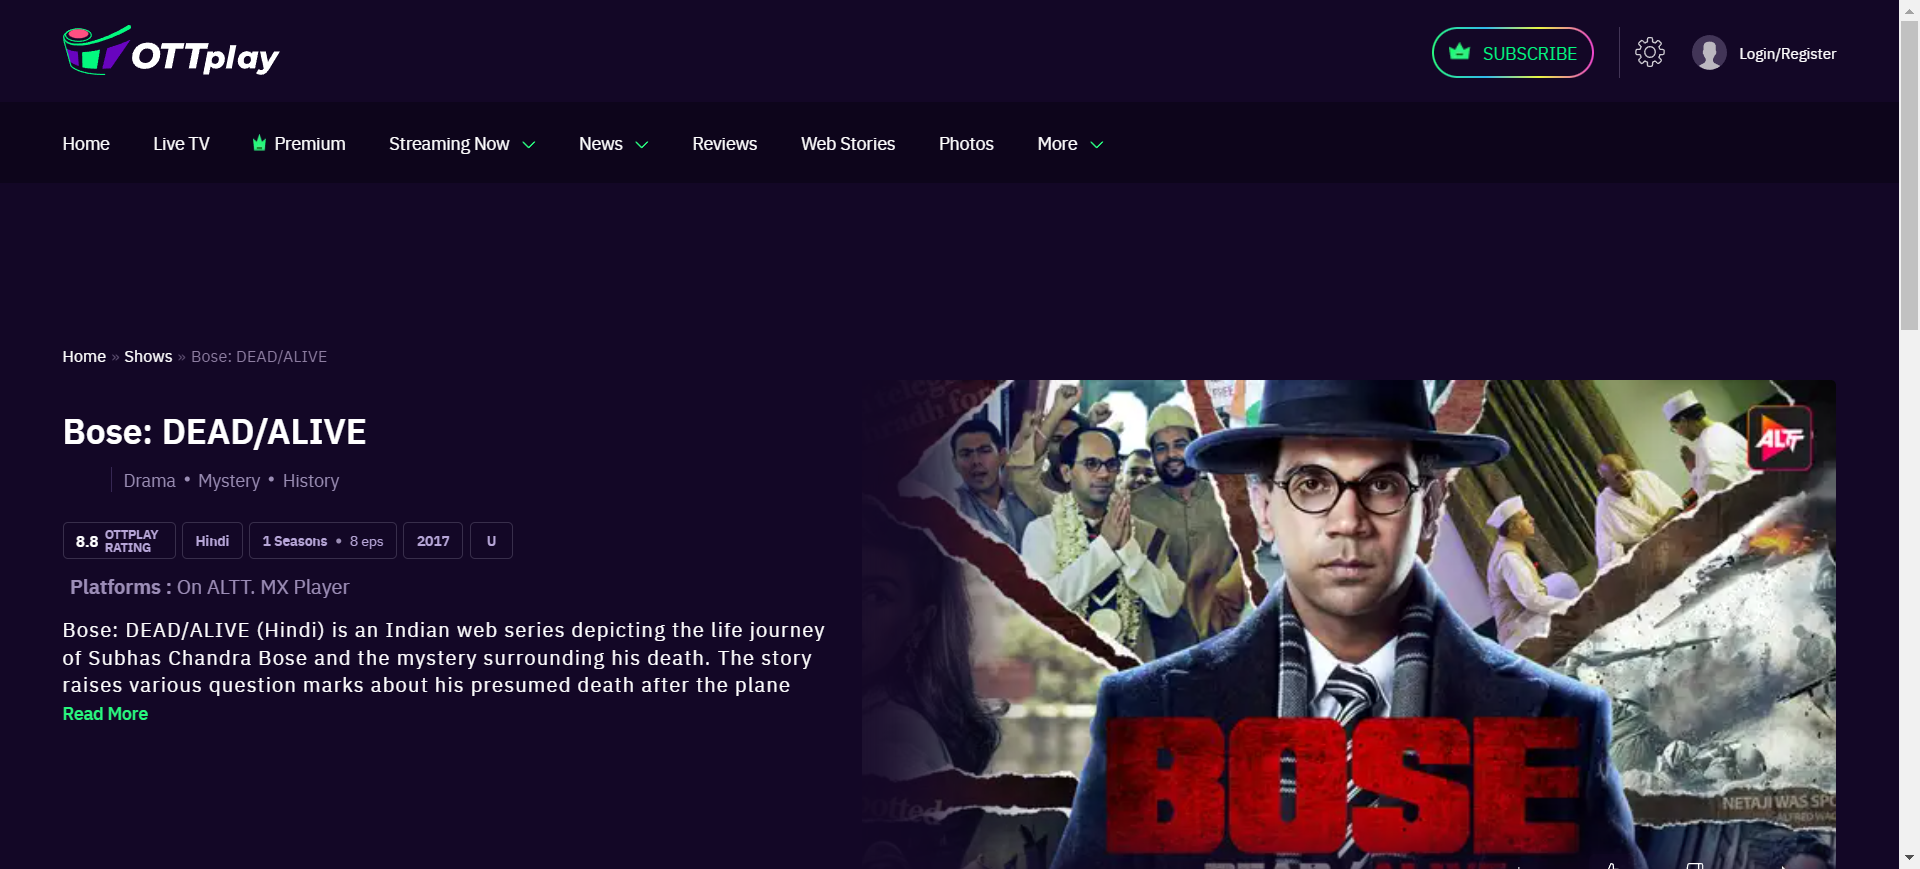 OTTplay
SUBSCRIBE
Login/Register
Home
Live TV
Premium
Streaming Now
News
Reviews
Web Stories
Photos
More
Home » Shows » Bose: DEAD/ALIVE
Bose: DEAD/ALIVE
Drama • Mystery • History
8.8 OTTPLAY RATING
Hindi
1 Seasons • 8 eps
2017
U
Platforms : On ALTT. MX Player
Bose: DEAD/ALIVE (Hindi) is an Indian web series depicting the life journey
of Subhas Chandra Bose and the mystery surrounding his death. The story
raises various question marks about his presumed death after the plane
Read More
ALTT
BOSE
NETAJI WAS SPO